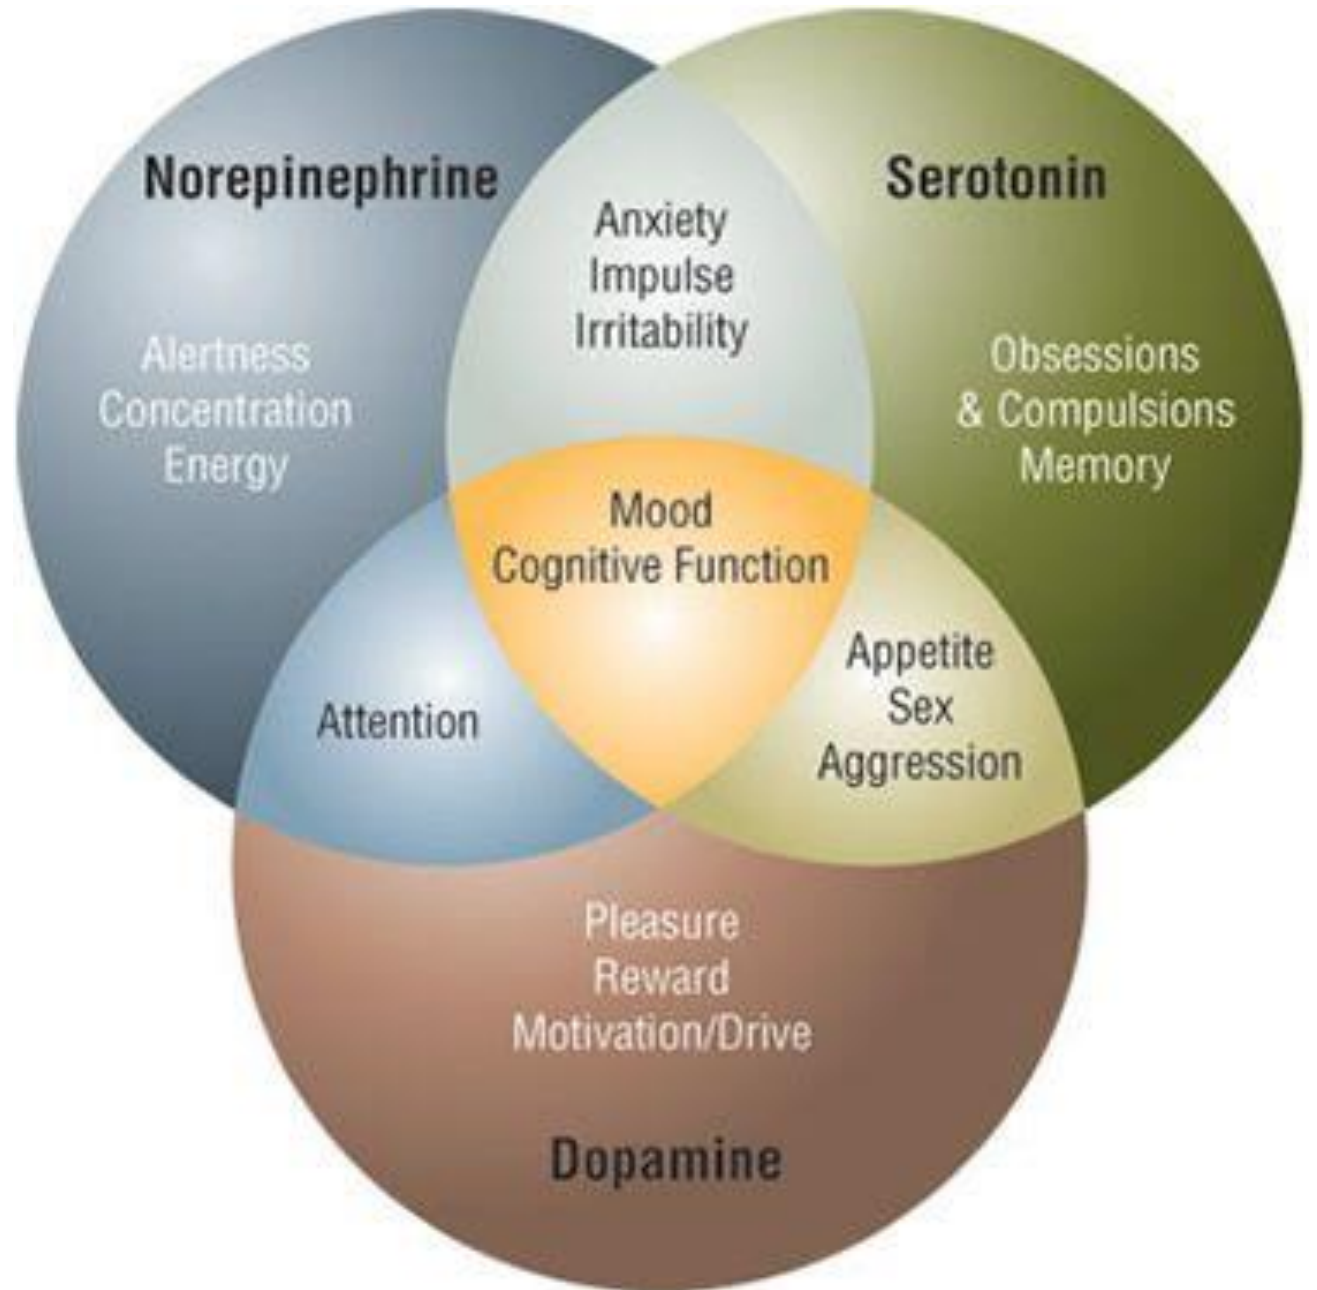 Norepinephrine
Serotonin
Anxiety
Impulse
Irritability
Alertness
Concentration
Energy
Obsessions
& Compulsions
Memory
Mood
Cognitive Function
Attention
Appetite
Sex
Aggression
Pleasure
Reward
Motivation/Drive
Dopamine